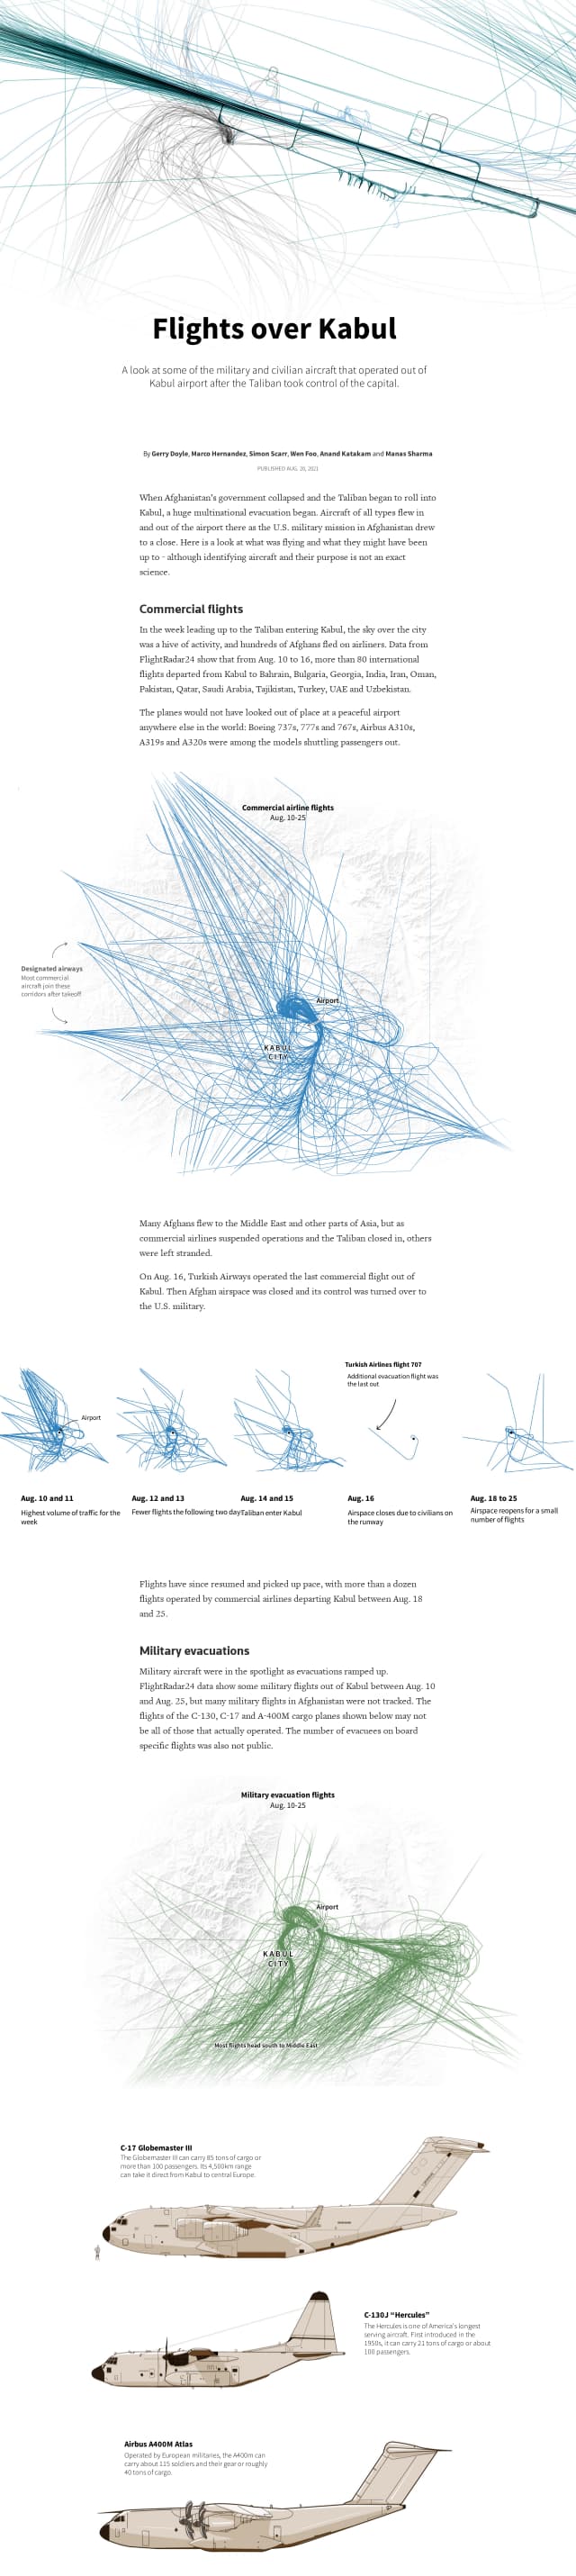 Flights over Kabul
A look at some of the military and civilian aircraft that operated out of
Kabul airport after the Taliban took control of the capital.
By Gerry Doyle, Marco Hernandez, Simon Scarr, Wen Foo, Anand Katakam and Manas Sharma
PUBLISHED AUG. 2021
When Afghanistan's government collapsed and the Taliban began to roll into
Kabul, a huge multinational evacuation began. Aircraft of all types flew in
and out of the airport there as the U.S. military mission in Afghanistan drew
to a close. Here is a look at what was flying and what they might have been
up to - although identifying aircraft and their purpose is not an exact
science.
Commercial flights
In the week leading up to the Taliban entering Kabul, the sky over the city
was a hive of activity, and hundreds of Afghans fled on airliners. Data from
FlightRadar24 show that from Aug. 10 to 16, more than 80 international
flights departed from Kabul to Bahrain, Bulgaria, Georgia, India, Iran, Oman,
Pakistan, Qatar, Saudi Arabia, Tajikistan, Turkey, UAE and Uzbekistan.
The planes would not have looked out of place at a peaceful airport
anywhere else in the world: Boeing 737s, 777s and 767s, Airbus A310s,
A319s and A320s were among the models shuttling passengers out.
Commercial airline flights
Aug. 10-25
Designated airways
Most commercial
aircraft join these
corridors after takeoff
Airport
KABUL
CITY
Many Afghans flew to the Middle East and other parts of Asia, but as
commercial airlines suspended operations and the Taliban closed in, others
were left stranded.
On Aug. 16, Turkish Airways operated the last commercial flight out of
Kabul. Then Afghan airspace was closed and its control was turned over to
the U.S. military.
Turkish Airlines flight 707
Additional evacuation flight was
the last out
Airport
Aug. 10 and 11
Highest volume of traffic for the
week
Aug. 12 and 13
Fewer flights the following two day
Aug. 14 and 15
Taliban enter Kabul
Aug. 16
Airspace closes due to civilians on
the runway
Aug. 18 to 25
Airspace reopens for a small
number of flights
Flights have since resumed and picked up pace, with more than a dozen
flights operated by commercial airlines departing Kabul between Aug. 18
and 25.
Military evacuations
Military aircraft were in the spotlight as evacuations ramped up.
FlightRadar24 data show some military flights out of Kabul between Aug. 10
and Aug. 25, but many military flights in Afghanistan were not tracked. The
flights of the C-130, C-17 and A-400M cargo planes shown below may not
be all of those that actually operated. The number of evacuees on board
specific flights was also not public.
Military evacuation flights
Aug. 10-25
Airport
KABUL
CITY
Most flights head south to Middle East
C-17 Globemaster III
The Globemaster III can carry 85 tons of cargo or
more than 100 passengers. Its 4,500km range
can take it direct from Kabul to central Europe.
C-130J “Hercules”
The Hercules is one of America's longest
serving aircraft. First introduced in the
1950s, it can carry 21 tons of cargo or about
100 passengers.
Airbus A400M Atlas
Operated by European militaries, the A400m can
carry about 115 soldiers and their gear or roughly
40 tons of cargo.